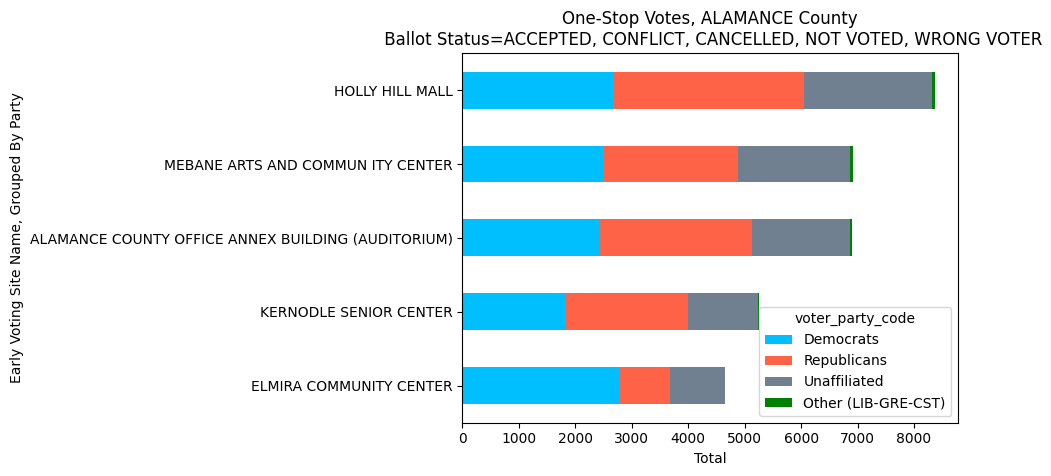 One-Stop Votes, ALAMANCE County
Ballot Status=ACCEPTED, CONFLICT, CANCELLED, NOT VOTED, WRONG VOTER
Early Voting Site Name, Grouped By Party
HOLLY HILL MALL
MEBANE ARTS AND COMMUN ITY CENTER
ALAMANCE COUNTY OFFICE ANNEX BUILDING (AUDITORIUM)
KERNODLE SENIOR CENTER
ELMIRA COMMUNITY CENTER
voter_party_code
Democrats
Republicans
Unaffiliated
Other (LIB-GRE-CST)
0 1000 2000 3000 4000 5000 6000 7000 8000
Total